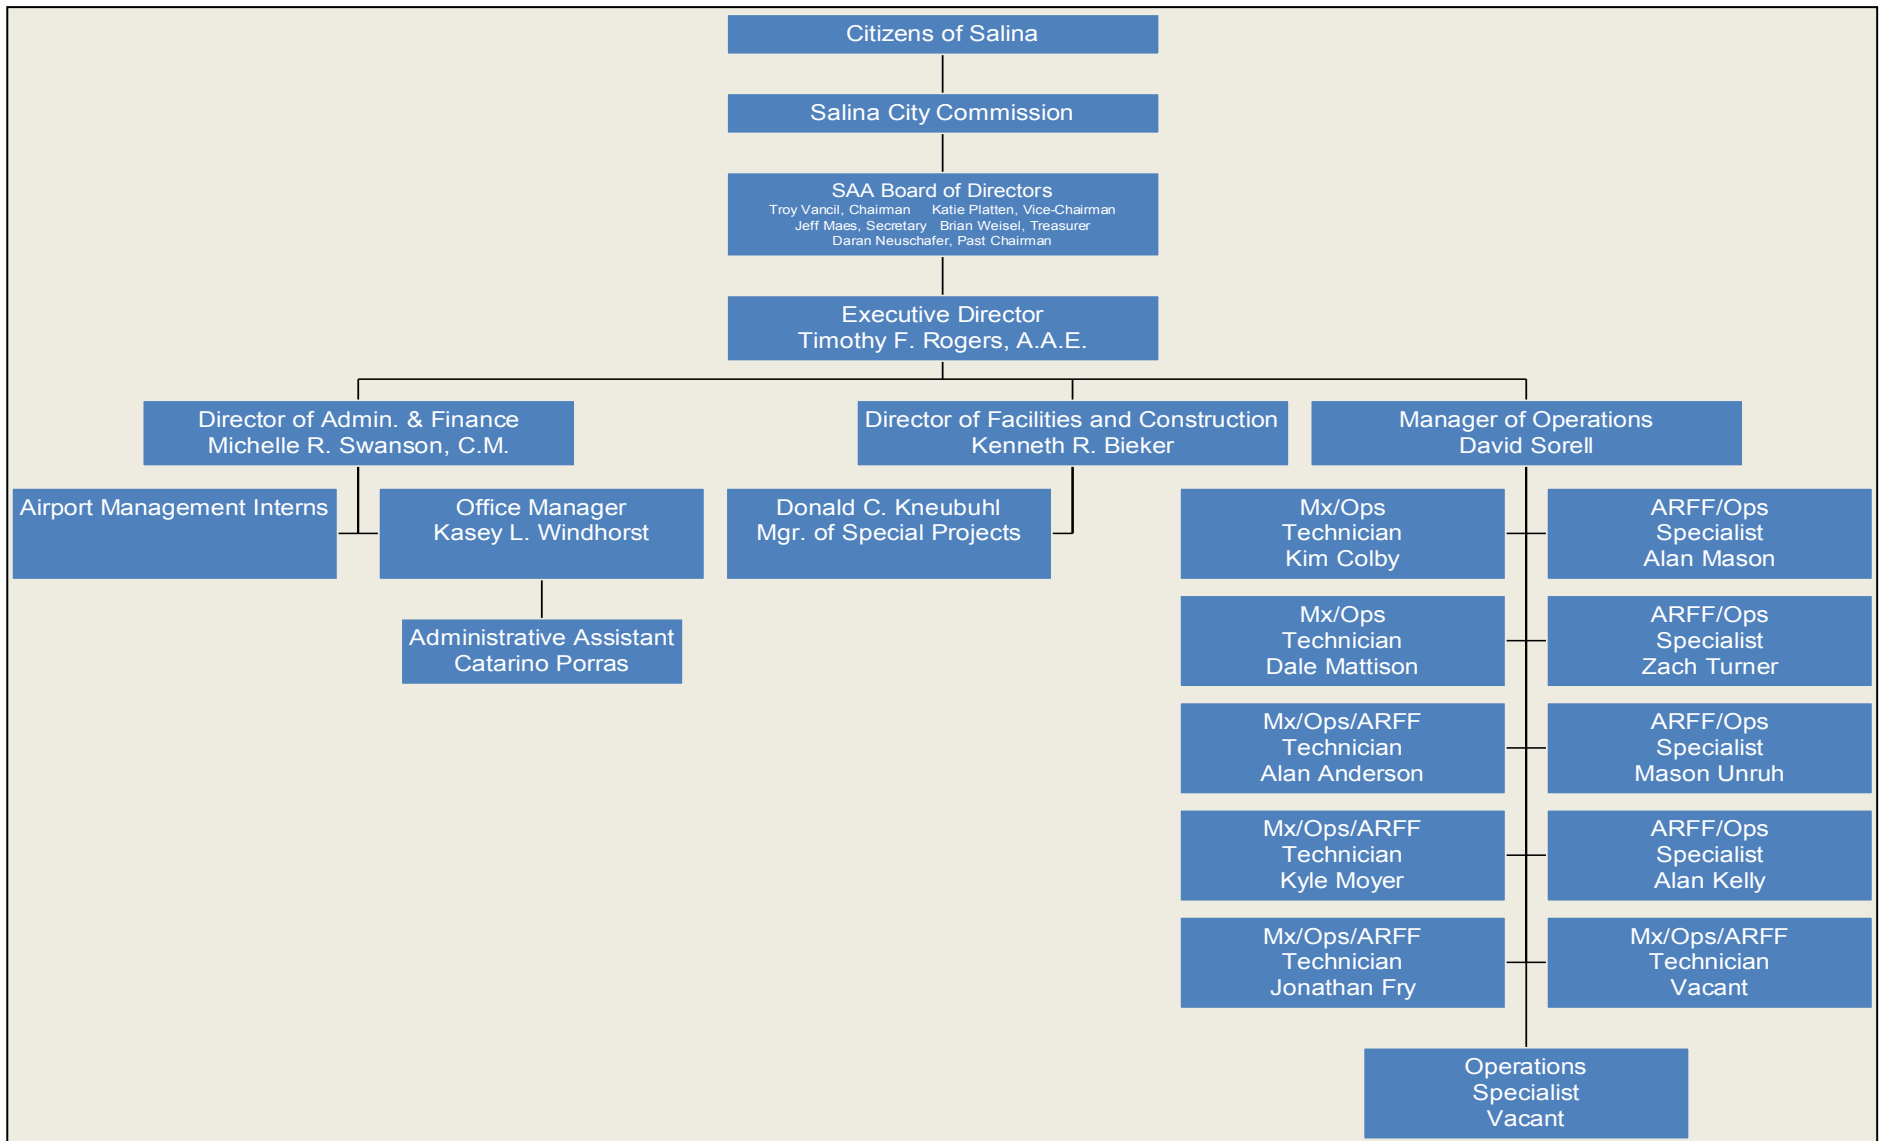 Citizens of Salina
Salina City Commission
SAA Board of Directors
Troy Vancil, Chairman Katie Platten, Vice-Chairman
Jeff Maes, Secretary Brian Weisel, Treasurer
Daran Neuschafer, Past Chairman
Executive Director
Timothy F. Rogers, A.A.E.
Director of Admin. & Finance
Michelle R. Swanson, C.M.
Director of Facilities and Construction
Kenneth R. Bieker
Manager of Operations
David Sorell
Airport Management Interns
Office Manager
Kasey L. Windhorst
Donald C. Kneubuhl
Mgr. of Special Projects
Mx/Ops
Technician
Kim Colby
ARFF/Ops
Specialist
Alan Mason
Administrative Assistant
Catarino Porras
Mx/Ops
Technician
Dale Mattison
ARFF/Ops
Specialist
Zach Turner
Mx/Ops/ARFF
Technician
Alan Anderson
ARFF/Ops
Specialist
Mason Unruh
Mx/Ops/ARFF
Technician
Kyle Moyer
ARFF/Ops
Specialist
Alan Kelly
Mx/Ops/ARFF
Technician
Jonathan Fry
Mx/Ops/ARFF
Technician
Vacant
Operations
Specialist
Vacant